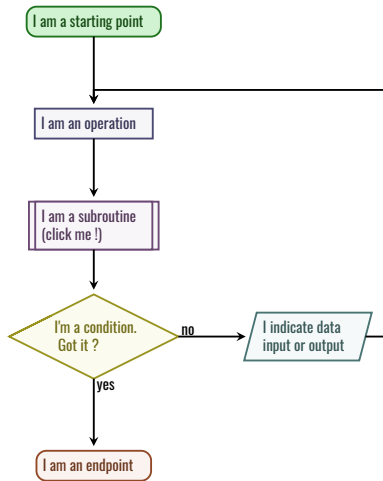 I am a starting point
I am an operation
I am a subroutine
(click me !)
I'm a condition.
Got it ?
no
I indicate data
input or output
yes
I am an endpoint